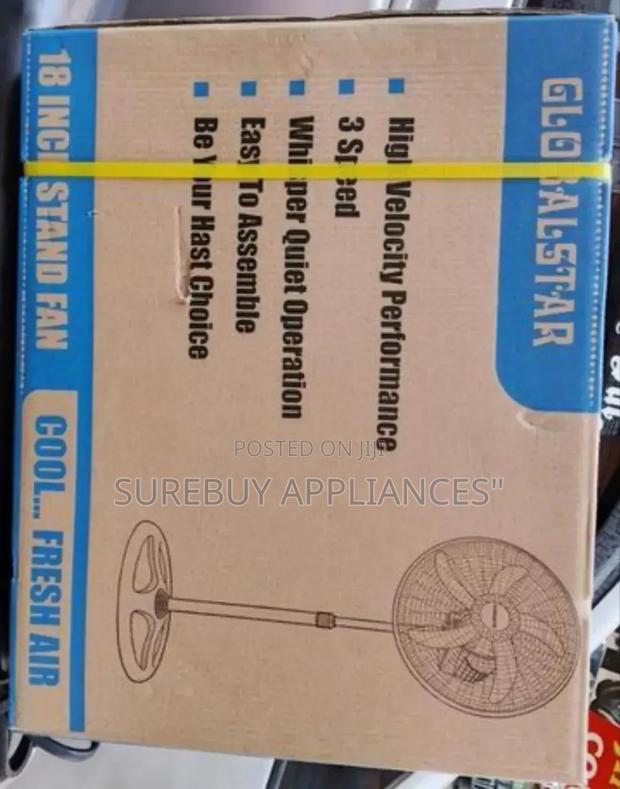 GLOBALSTAR
High Velocity Performance
3 Speed
Whisper Quiet Operation
Easy To Assemble
Be Your Hast Choice
18 INCH STAND FAN
COOL... FRESH AIR
POSTED ON JIJI
SUREBUY APPLIANCES"